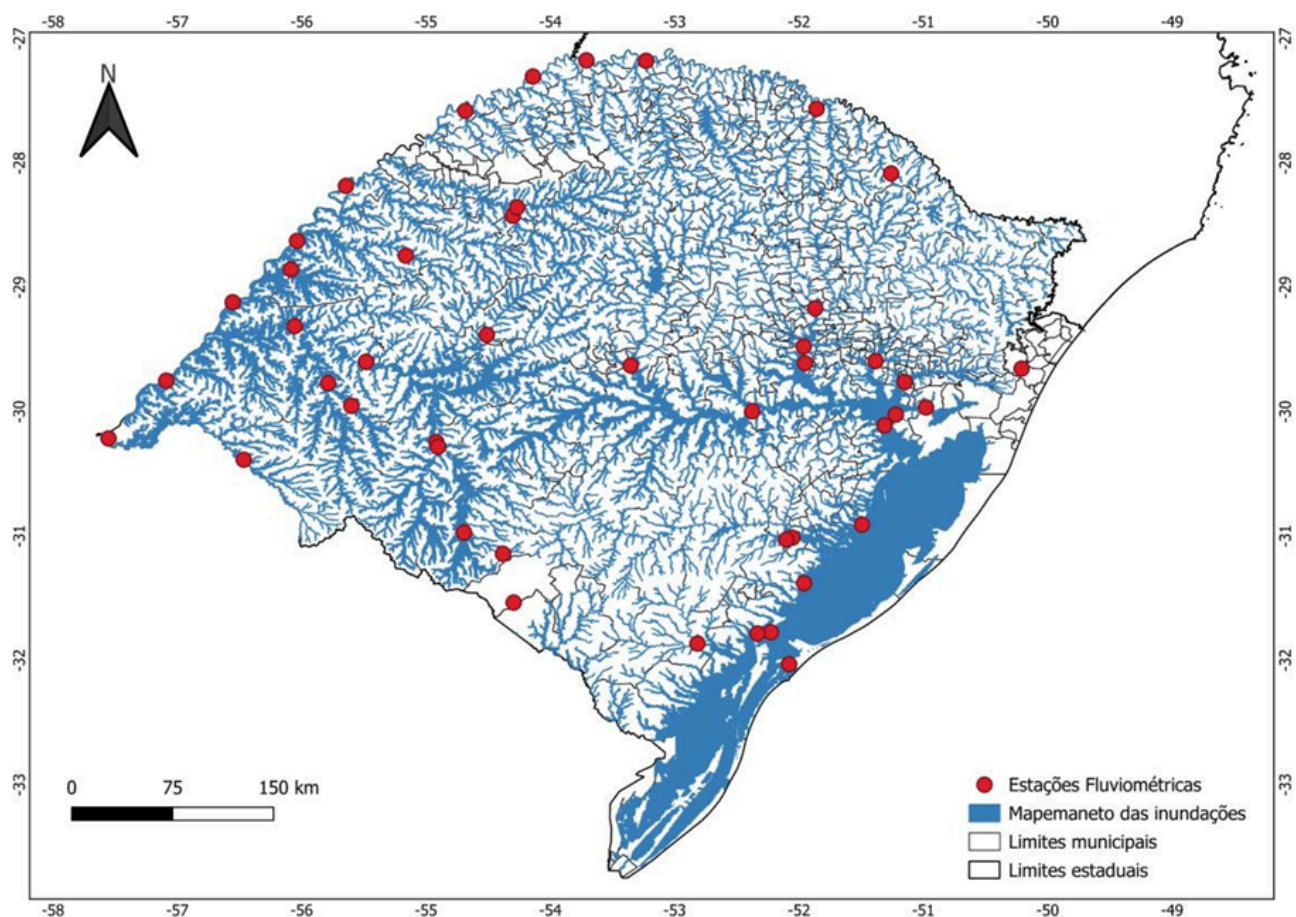 -58 -57 -56 -55 -54 -53 -52 -51 -50 -49
-27 -27
N
-28 -28
-29 -29
-30 -30
-31 -31
-32 -32
-33 -33
0 75 150 km
Estações Fluviométricas
Mapemaneto das inundações
Limites municipais
Limites estaduais
-58 -57 -56 -55 -54 -53 -52 -51 -50 -49